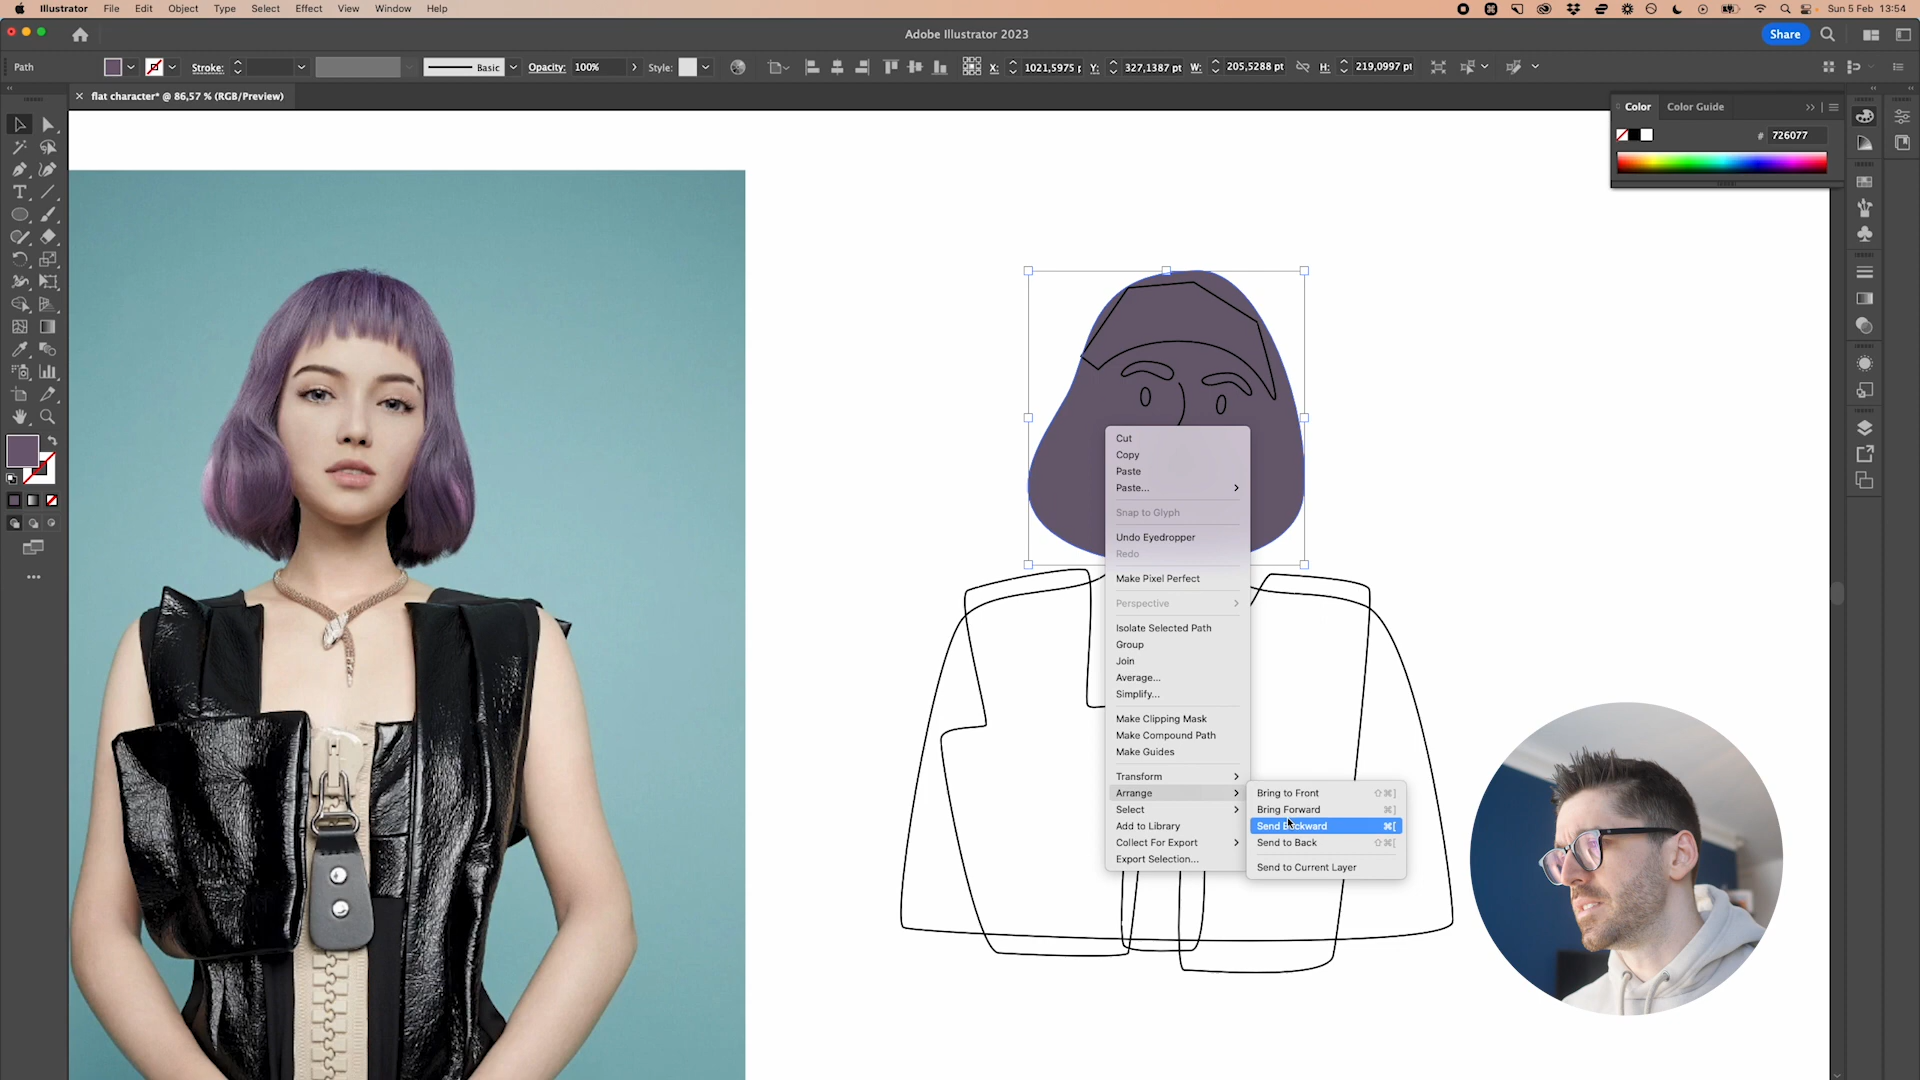 Illustrator File Edit Object Type Select Effect View Window Help
Sun 5 Feb 13:54
Adobe Illustrator 2023
Share
Path
Stroke:
Basic
Opacity: 100%
Style:
X: 1021,5975 p
Y: 327,1387 pt
W: 205,5288 pt
H: 219,0997 pt
× flat character* @ 86,57 % (RGB/Preview)
Color Color Guide
# 726077
Cut
Copy
Paste
Paste...
Snap to Glyph
Undo Eyedropper
Redo
Make Pixel Perfect
Perspective
Isolate Selected Path
Group
Join
Average...
Simplify...
Make Clipping Mask
Make Compound Path
Make Guides
Transform
Arrange
Select
Add to Library
Collect For Export
Export Selection...
Bring to Front ⇧⌘]
Bring Forward ⌘]
Send Backward ⌘[
Send to Back ⇧⌘[
Send to Current Layer